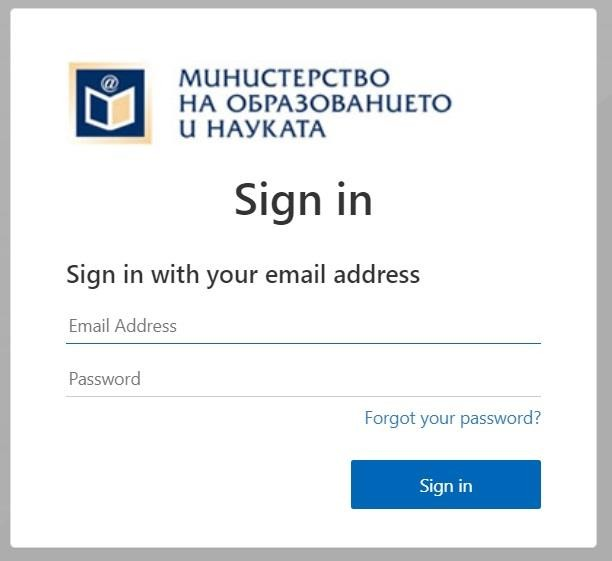 @
МИНИСТЕРСТВО
НА ОБРАЗОВАНИЕТО
И НАУКАТА
Sign in
Sign in with your email address
Email Address
Password
Forgot your password?
Sign in